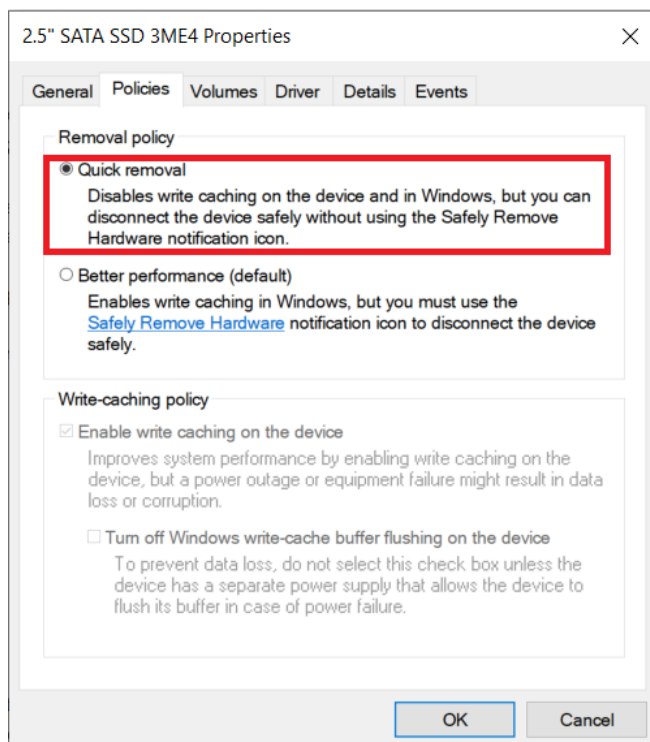 2.5" SATA SSD 3ME4 Properties
General Policies Volumes Driver Details Events
Removal policy
Quick removal
Disables write caching on the device and in Windows, but you can
disconnect the device safely without using the Safely Remove
Hardware notification icon.
Better performance (default)
Enables write caching in Windows, but you must use the
Safely Remove Hardware notification icon to disconnect the device
safely.
Write-caching policy
Enable write caching on the device
Improves system performance by enabling write caching on the
device, but a power outage or equipment failure might result in data
loss or corruption.
Turn off Windows write-cache buffer flushing on the device
To prevent data loss, do not select this check box unless the
device has a separate power supply that allows the device to
flush its buffer in case of power failure.
OK Cancel